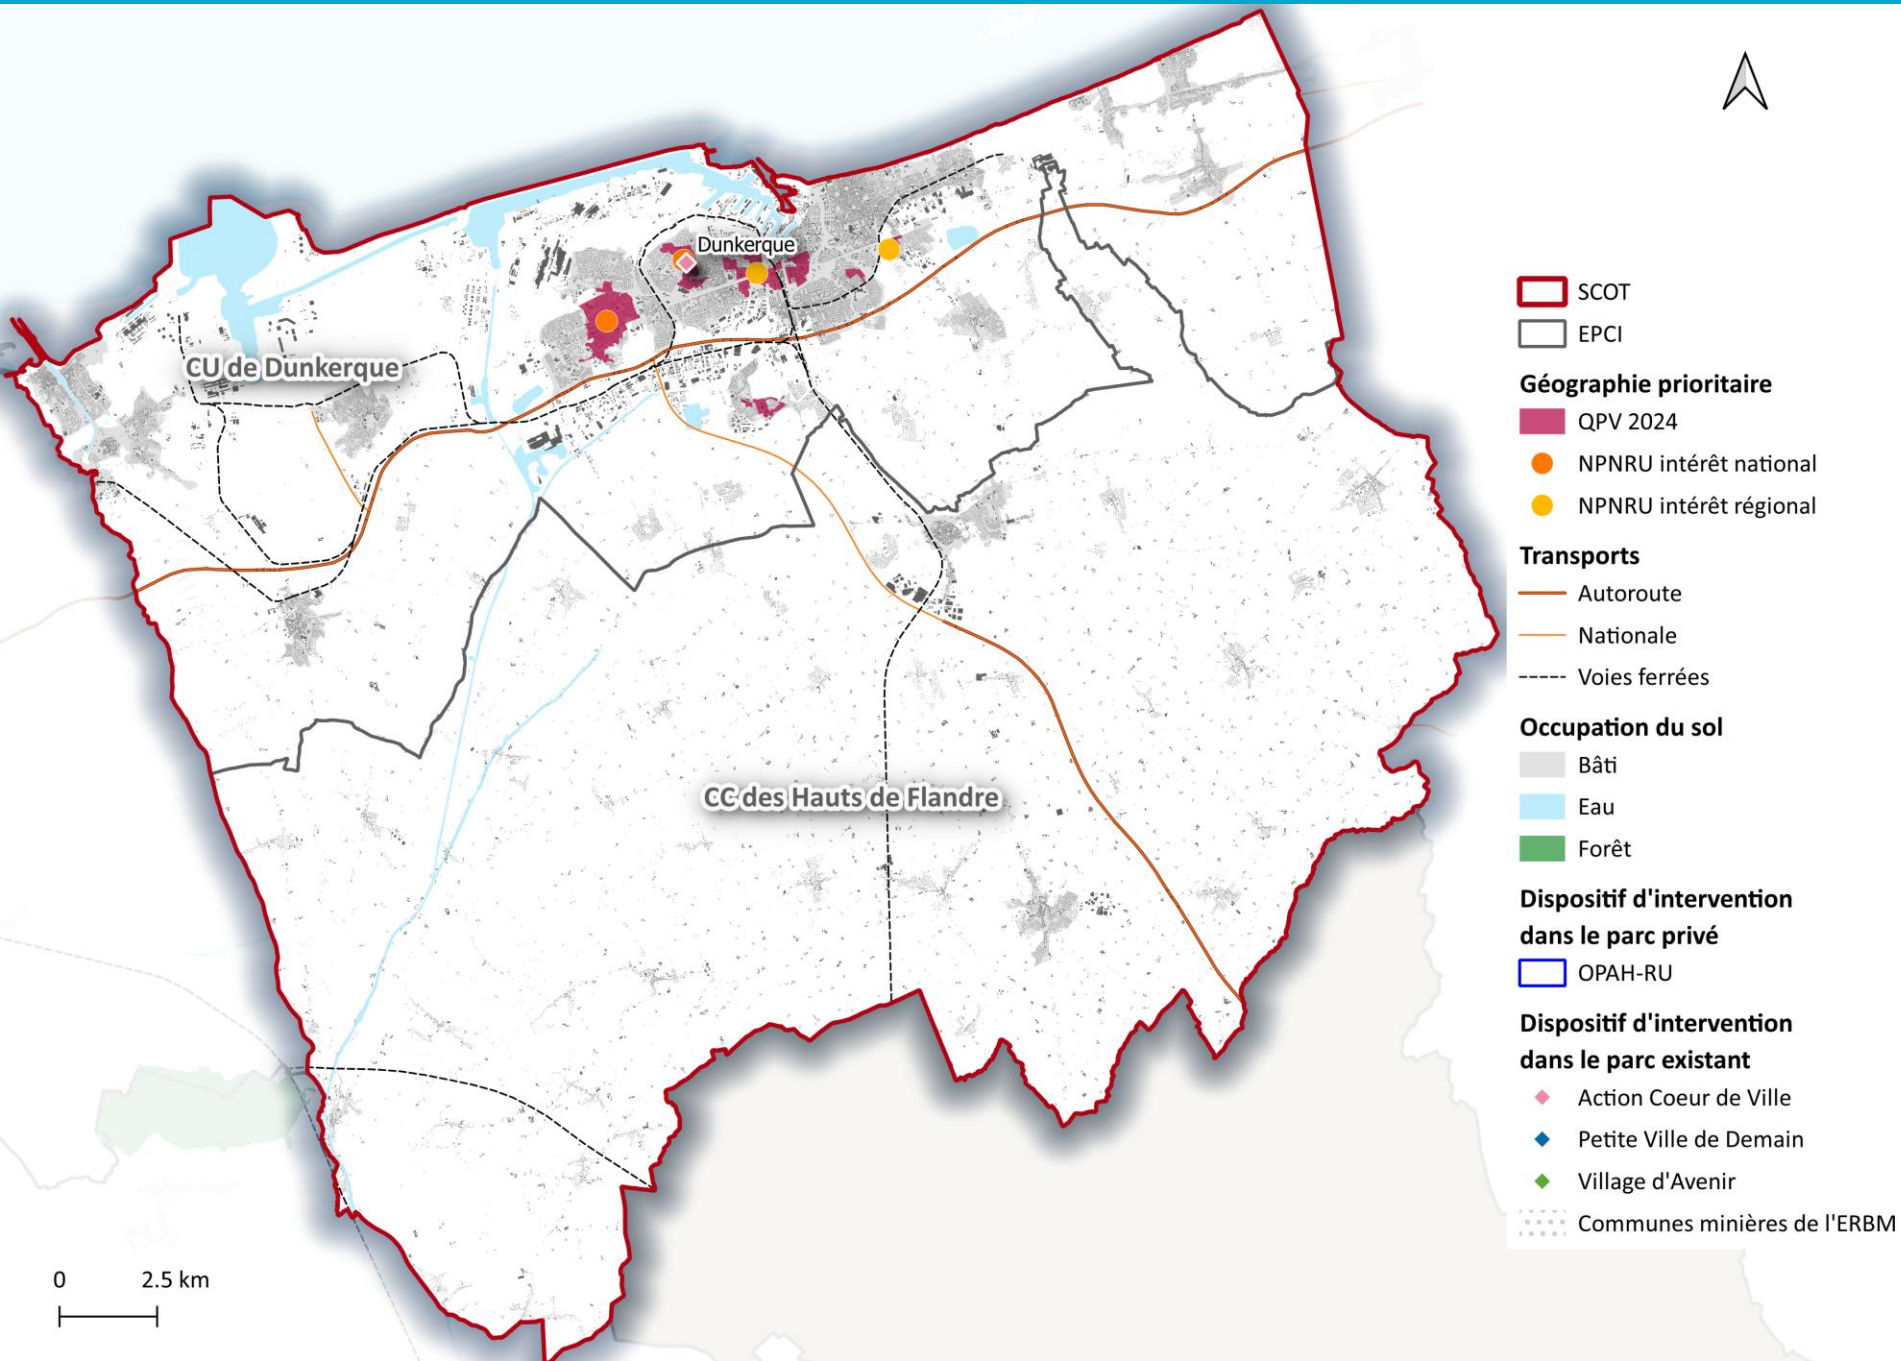 Dunkerque
CU de Dunkerque
CC des Hauts de Flandre
0 2.5 km
SCOT
EPCI
Géographie prioritaire
QPV 2024
NPNRU intérêt national
NPNRU intérêt régional
Transports
Autoroute
Nationale
Voies ferrées
Occupation du sol
Bâti
Eau
Forêt
Dispositif d'intervention
dans le parc privé
OPAH-RU
Dispositif d'intervention
dans le parc existant
Action Coeur de Ville
Petite Ville de Demain
Village d'Avenir
Communes minières de l'ERBM